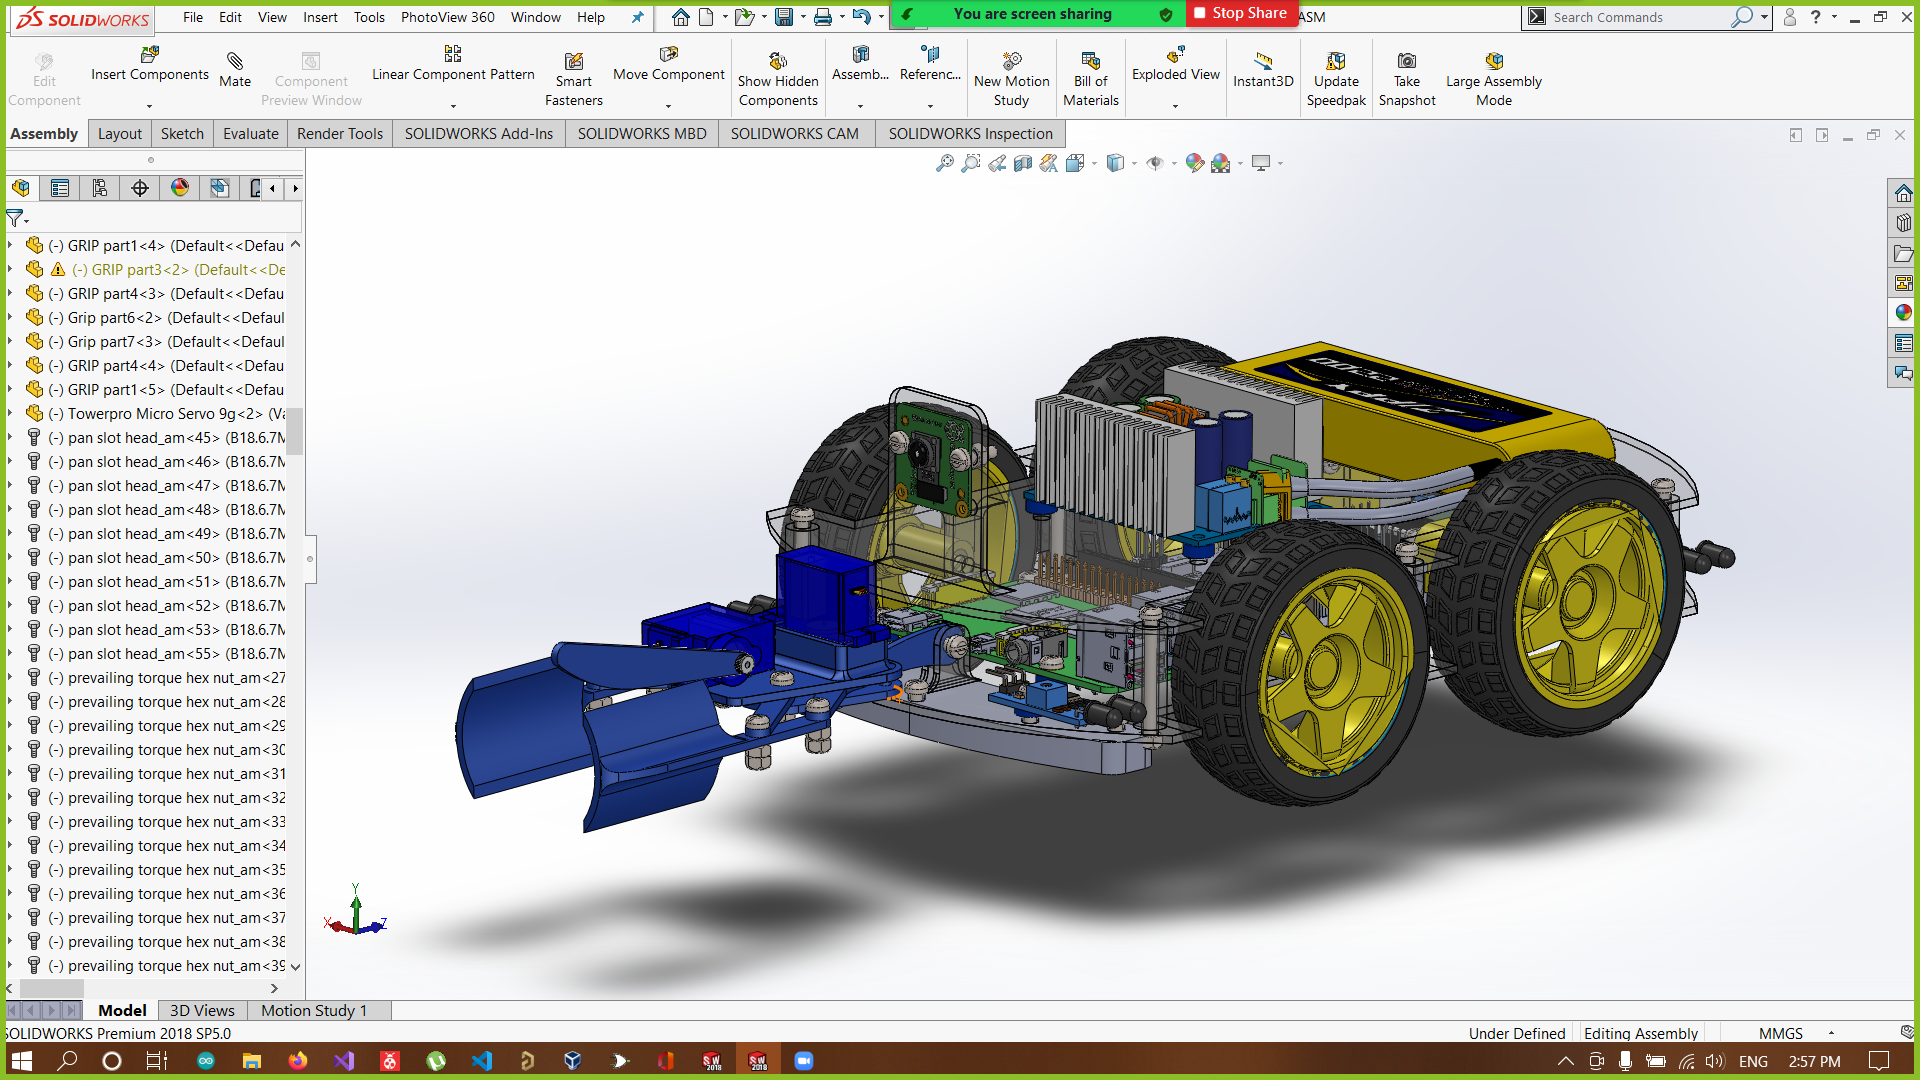 SOLIDWORKS
File Edit View Insert Tools PhotoView 360 Window Help
You are screen sharing
Stop Share
ASM
Search Commands
?
Edit Component
Insert Components
Mate
Component Preview Window
Linear Component Pattern
Smart Fasteners
Move Component
Show Hidden Components
Assemb...
Referenc...
New Motion Study
Bill of Materials
Exploded View
Instant3D
Update Speedpak
Take Snapshot
Large Assembly Mode
Assembly Layout Sketch Evaluate Render Tools SOLIDWORKS Add-Ins SOLIDWORKS MBD SOLIDWORKS CAM SOLIDWORKS Inspection
(-) GRIP part1<4> (Default<<Defau
(-) GRIP part3<2> (Default<<De
(-) GRIP part4<3> (Default<<Defau
(-) Grip part6<2> (Default<<Defaul
(-) Grip part7<3> (Default<<Defaul
(-) GRIP part4<4> (Default<<Defau
(-) GRIP part1<5> (Default<<Defau
(-) Towerpro Micro Servo 9g<2> (Va
(-) pan slot head_am<45> (B18.6.7M
(-) pan slot head_am<46> (B18.6.7M
(-) pan slot head_am<47> (B18.6.7M
(-) pan slot head_am<48> (B18.6.7M
(-) pan slot head_am<49> (B18.6.7M
(-) pan slot head_am<50> (B18.6.7M
(-) pan slot head_am<51> (B18.6.7M
(-) pan slot head_am<52> (B18.6.7M
(-) pan slot head_am<53> (B18.6.7M
(-) pan slot head_am<55> (B18.6.7M
(-) prevailing torque hex nut_am<27
(-) prevailing torque hex nut_am<28
(-) prevailing torque hex nut_am<29
(-) prevailing torque hex nut_am<30
(-) prevailing torque hex nut_am<31
(-) prevailing torque hex nut_am<32
(-) prevailing torque hex nut_am<33
(-) prevailing torque hex nut_am<34
(-) prevailing torque hex nut_am<35
(-) prevailing torque hex nut_am<36
(-) prevailing torque hex nut_am<37
(-) prevailing torque hex nut_am<38
(-) prevailing torque hex nut_am<39
Y
X
Z
Model 3D Views Motion Study 1
SOLIDWORKS Premium 2018 SP5.0
Under Defined
Editing Assembly
MMGS
SW 2018
SW 2018
ENG
2:57 PM